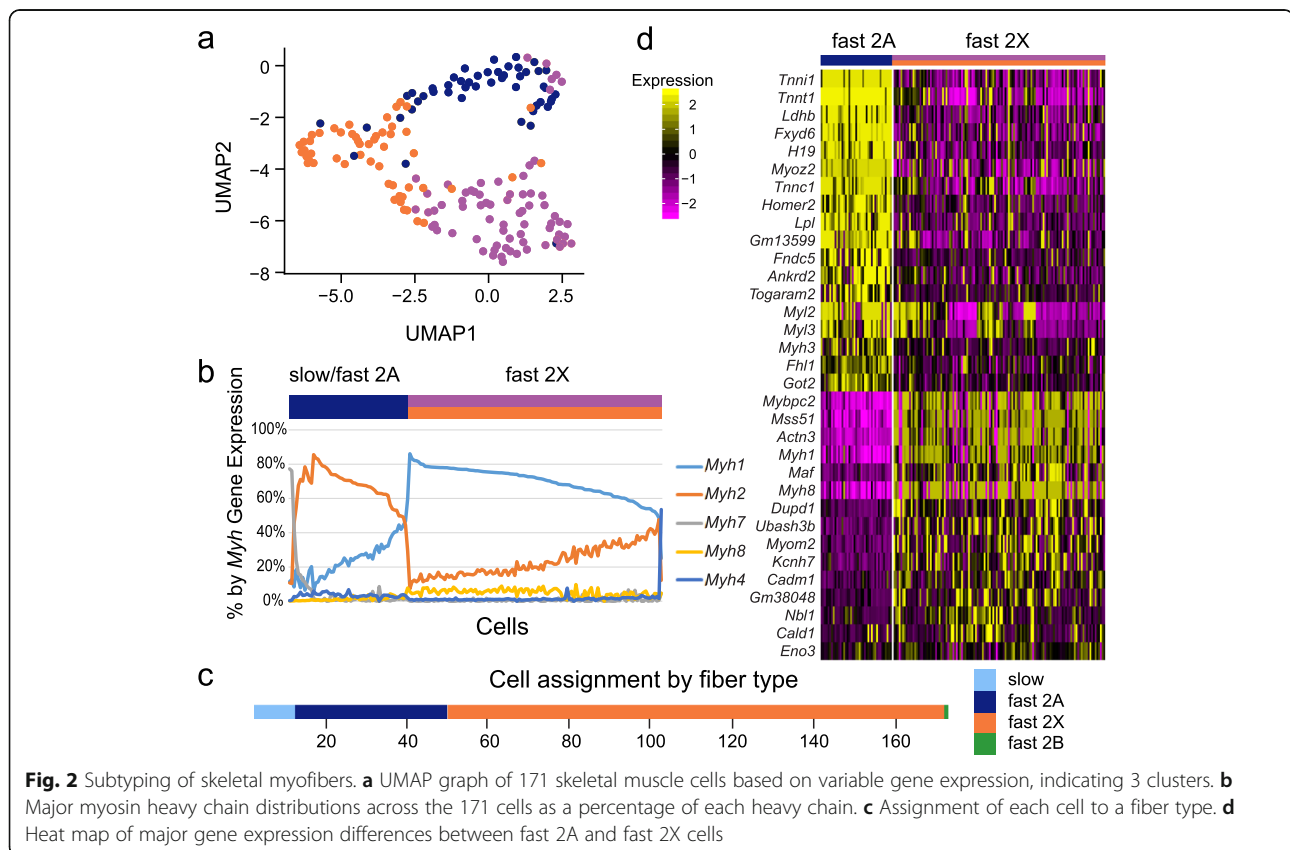 a
0
−2
−4
−6
−8
UMAP2
−5.0
−2.5
0.0
2.5
UMAP1
Expression
2
1
0
−1
−2
b
slow/fast 2A
fast 2X
% by Myh Gene Expression
100%
80%
60%
40%
20%
0%
Cells
Myh1
Myh2
Myh7
Myh8
Myh4
d
fast 2A
fast 2X
Tnni1
Tnnt1
Ldhb
Fxyd6
H19
Myoz2
Tnnc1
Homer2
Lpl
Gm13599
Fndc5
Ankrd2
Togaram2
Myl2
Myl3
Myh3
Fhl1
Got2
Mybpc2
Mss51
Actn3
Myh1
Maf
Myh8
Dupd1
Ubash3b
Myom2
Kcnh7
Cadm1
Gm38048
Nbl1
Cald1
Eno3
c
Cell assignment by fiber type
20
40
60
80
100
120
140
160
slow
fast 2A
fast 2X
fast 2B
Fig. 2 Subtyping of skeletal myofibers. a UMAP graph of 171 skeletal muscle cells based on variable gene expression, indicating 3 clusters. b
Major myosin heavy chain distributions across the 171 cells as a percentage of each heavy chain. c Assignment of each cell to a fiber type. d
Heat map of major gene expression differences between fast 2A and fast 2X cells